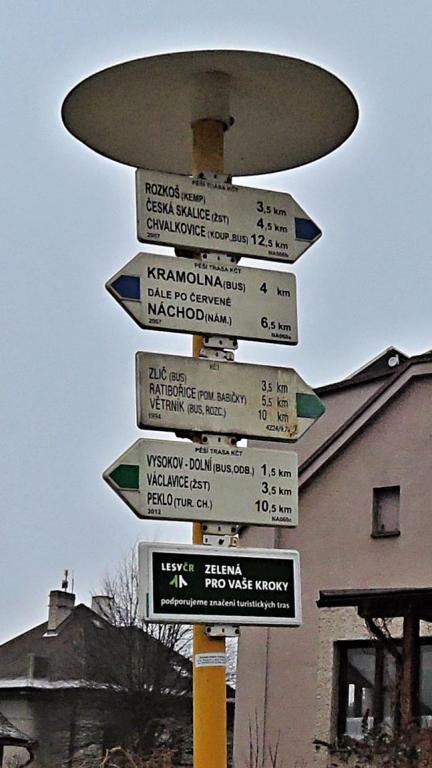 PĚŠÍ TRASA KČT
ROZKOŠ (KEMP) 3,5 km
ČESKÁ SKALICE (ŽST) 4,5 km
CHVALKOVICE (KOUP., BUS) 12,5 km
2007
PĚŠÍ TRASA KČT
KRAMOLNA (BUS) 4 km
DÁLE PO ČERVENÉ
NÁCHOD (NÁM.) 6,5 km
2007
KČT
ZLIČ (BUS) 3,5 km
RATIBOŘICE (POM. BABIČKY) 5,5 km
VĚTRNÍK (BUS, ROZC.) 10 km
1994
PĚŠÍ TRASA KČT
VYSOKOV - DOLNÍ (BUS, ODB.) 1,5 km
VÁCLAVICE (ŽST) 3,5 km
PEKLO (TUR. CH.) 10,5 km
2012
LESY ČR ZELENÁ
PRO VAŠE KROKY
podporujeme značení turistických tras